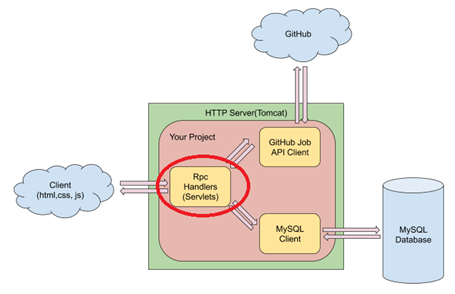 GitHub
HTTP Server(Tomcat)
Your Project
GitHub Job
API Client
Rpc
Handlers
(Servlets)
Client
(html,css, js)
MySQL
Client
MySQL
Database